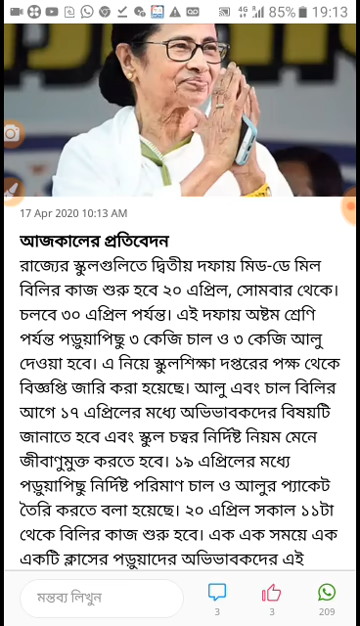 4G
85%
19:13
17 Apr 2020 10:13 AM
আজকালের প্রতিবেদন
রাজ্যের স্কুলগুলিতে দ্বিতীয় দফায় মিড-ডে মিল
বিলির কাজ শুরু হবে ২০ এপ্রিল, সোমবার থেকে।
চলবে ৩০ এপ্রিল পর্যন্ত। এই দফায় অষ্টম শ্রেণি
পর্যন্ত পড়ুয়াপিছু ৩ কেজি চাল ও ৩ কেজি আলু
দেওয়া হবে। এ নিয়ে স্কুলশিক্ষা দপ্তরের পক্ষ থেকে
বিজ্ঞপ্তি জারি করা হয়েছে। আলু এবং চাল বিলির
আগে ১৭ এপ্রিলের মধ্যে অভিভাবকদের বিষয়টি
জানাতে হবে এবং স্কুল চত্বর নির্দিষ্ট নিয়ম মেনে
জীবাণুমুক্ত করতে হবে। ১৯ এপ্রিলের মধ্যে
পড়ুয়াপিছু নির্দিষ্ট পরিমাণ চাল ও আলুর প্যাকেট
তৈরি করতে বলা হয়েছে। ২০ এপ্রিল সকাল ১১টা
থেকে বিলির কাজ শুরু হবে। এক এক সময়ে এক
একটি ক্লাসের পড়ুয়াদের অভিভাবকদের এই
মন্তব্য লিখুন
3
3
209